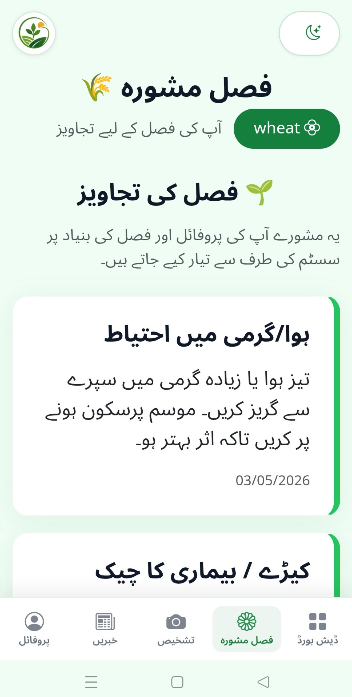 فصل مشورہ 🌾
wheat آپ کی فصل کے لیے تجاویز
🌱 فصل کی تجاویز
یہ مشورے آپ کی پروفائل اور فصل کی بنیاد پر
سسٹم کی طرف سے تیار کیے جاتے ہیں۔
ہوا/گرمی میں احتیاط
تیز ہوا یا زیادہ گرمی میں سپرے
سے گریز کریں۔ موسم پرسکون ہونے
پر کریں تاکہ اثر بہتر ہو۔
03/05/2026
کیڑے / بیماری کا چیک
ڈیش بورڈ
فصل مشورہ
تشخیص
خبریں
پروفائل